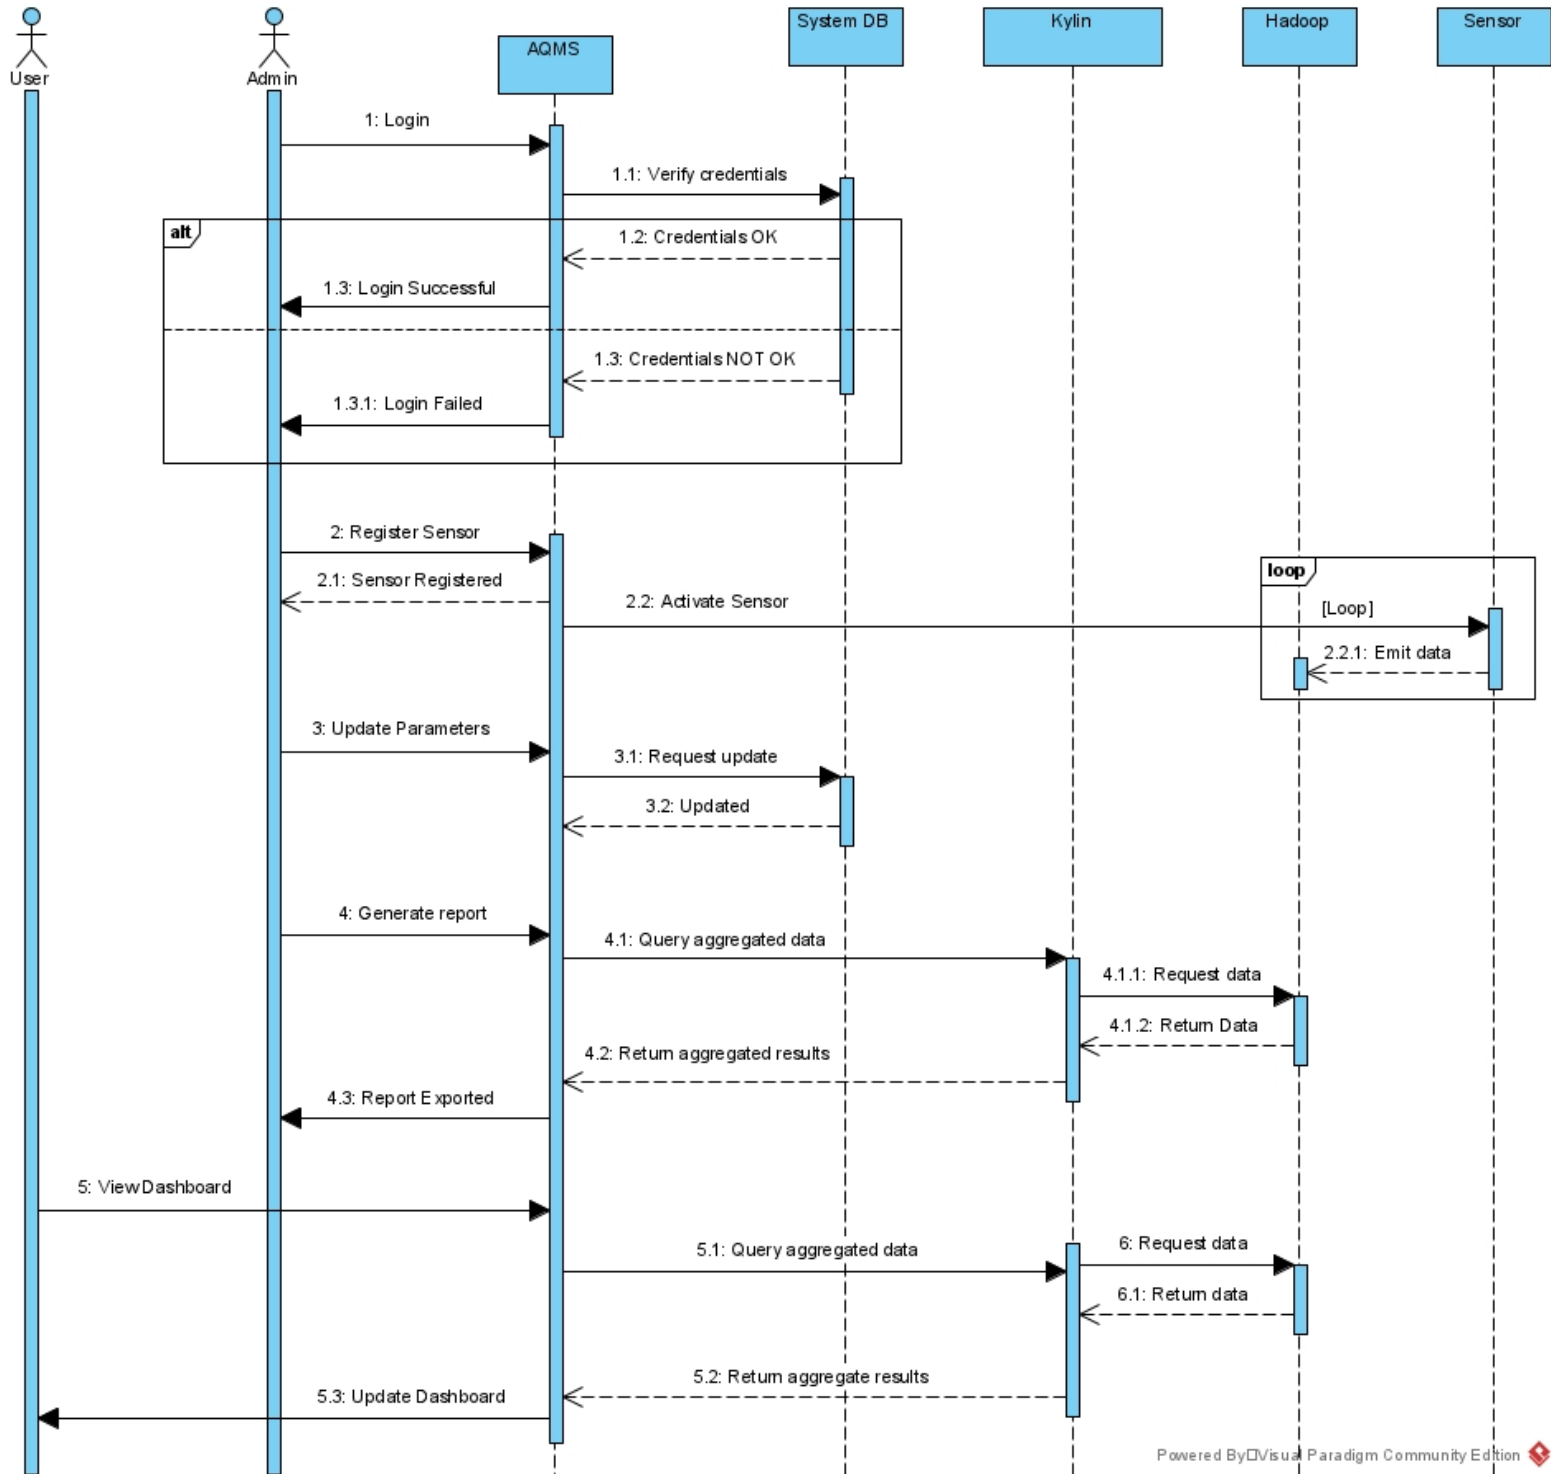 System DB
Kylin
Hadoop
Sensor
AQMS
User
Admin
1: Login
1.1: Verify credentials
alt
1.2: Credentials OK
1.3: Login Successful
1.3: Credentials NOT OK
1.3.1: Login Failed
2: Register Sensor
loop
2.1: Sensor Registered
2.2: Activate Sensor
[Loop]
2.2.1: Emit data
3: Update Parameters
3.1: Request update
3.2: Updated
4: Generate report
4.1: Query aggregated data
4.1.1: Request data
4.1.2: Return Data
4.2: Return aggregated results
4.3: Report Exported
5: View Dashboard
5.1: Query aggregated data
6: Request data
6.1: Return data
5.2: Return aggregate results
5.3: Update Dashboard
Powered By□Visual Paradigm Community Edition